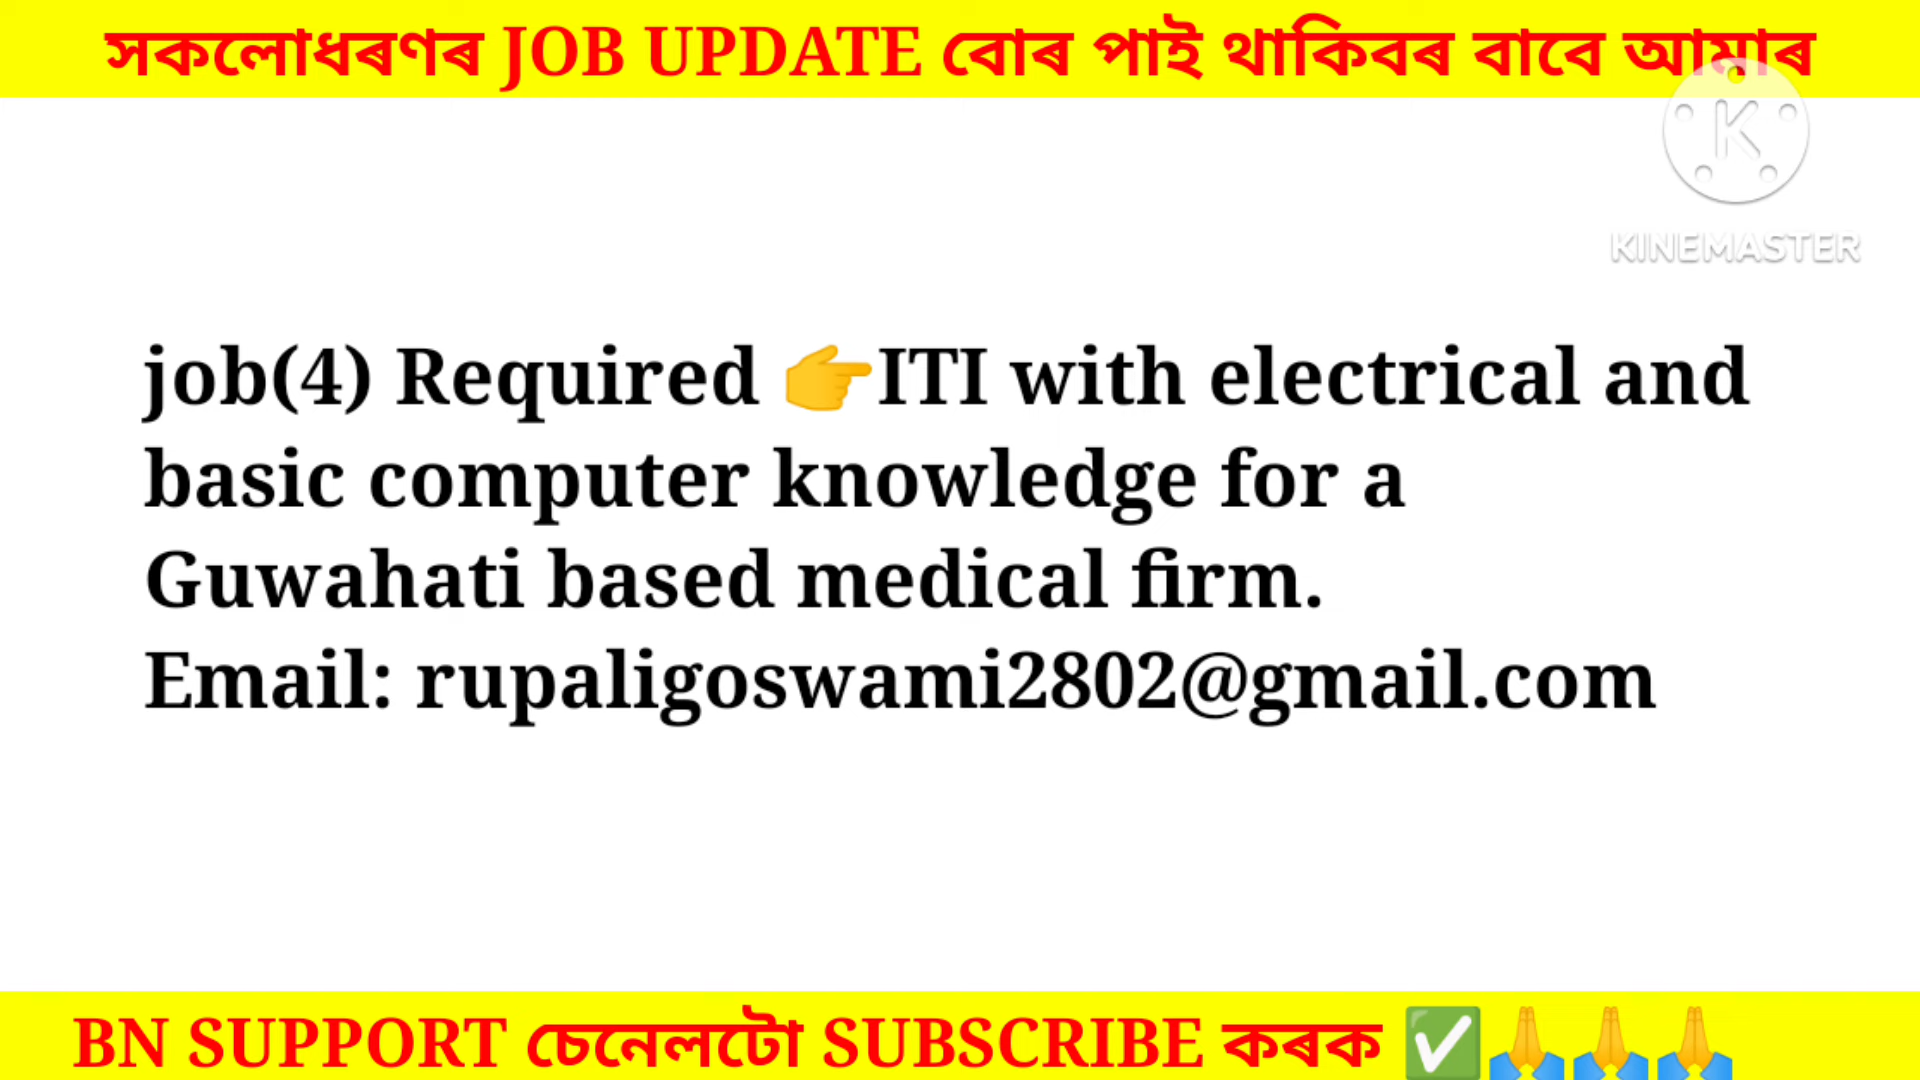 সকলোধৰণৰ JOB UPDATE বোৰ পাই থাকিবৰ বাবে আমাৰ
KINEMASTER
job(4) Required 👉ITI with electrical and
basic computer knowledge for a
Guwahati based medical firm.
Email: rupaligoswami2802@gmail.com
BN SUPPORT চেনেলটো SUBSCRIBE কৰক ✅🙏🙏🙏